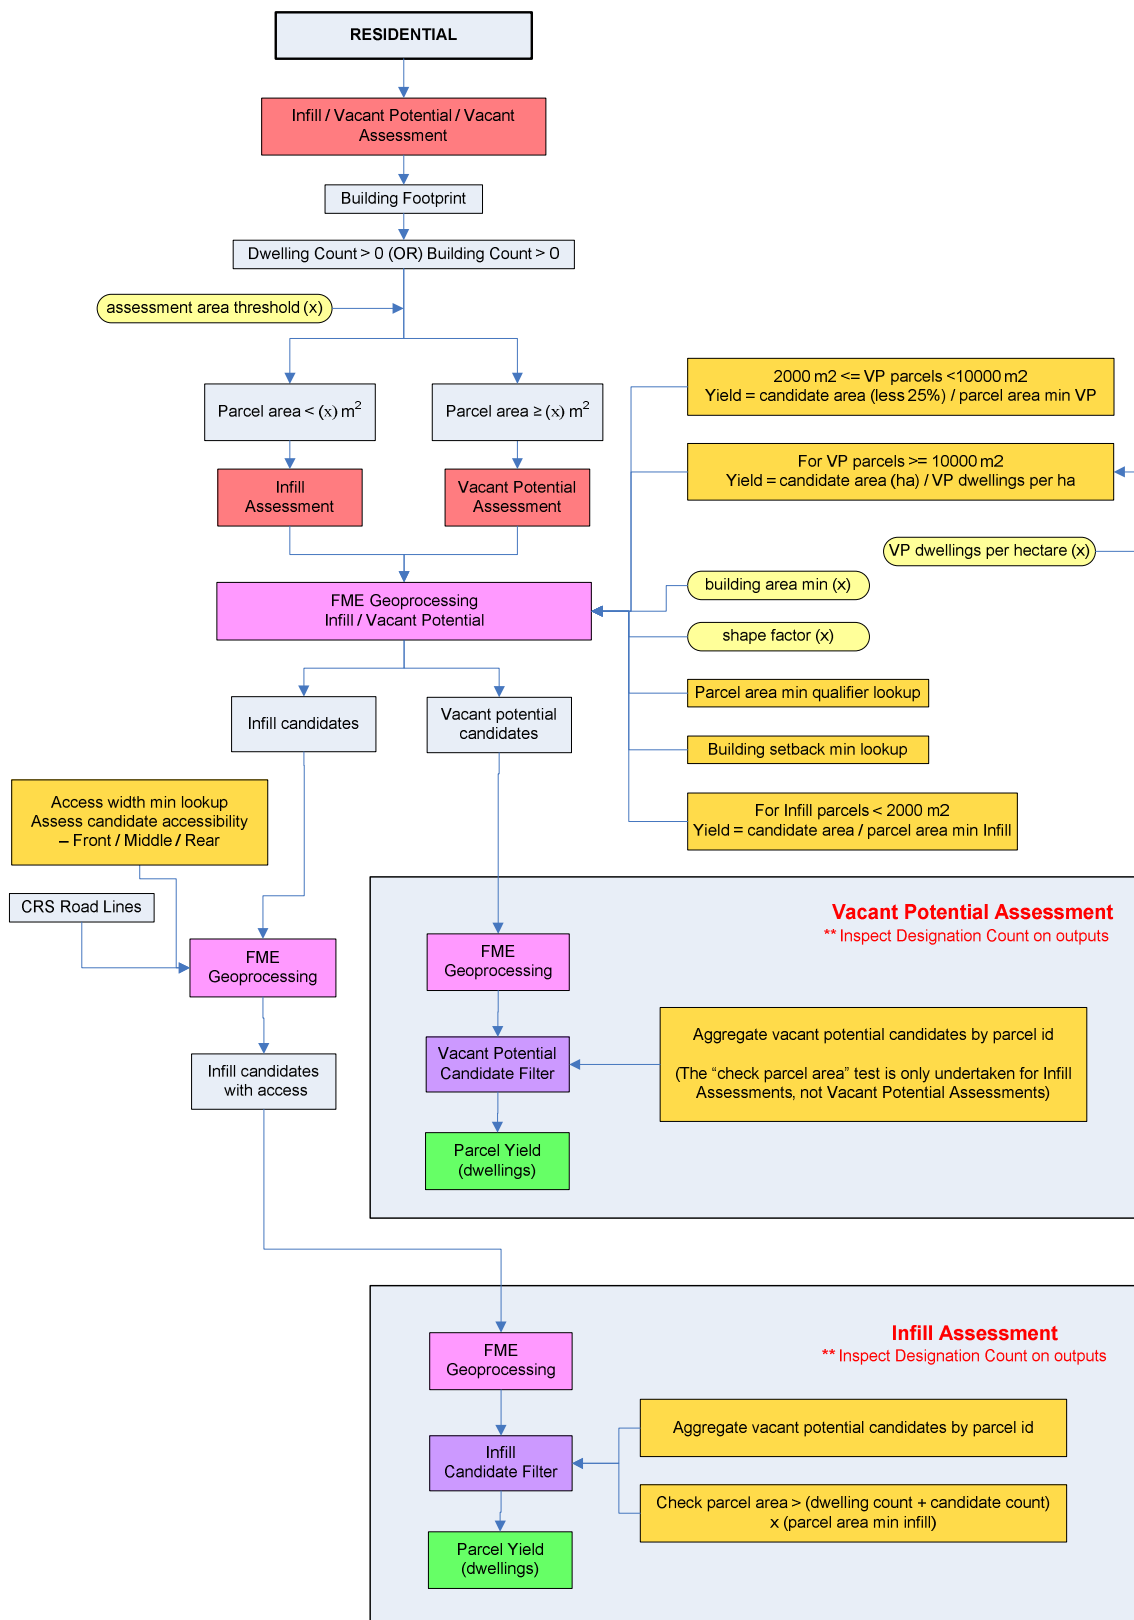 RESIDENTIAL
Infill / Vacant Potential / Vacant
Assessment
Building Footprint
Dwelling Count > 0 (OR) Building Count > 0
assessment area threshold (x)
Parcel area < (x) m²
Parcel area ≥ (x) m²
Infill
Assessment
Vacant Potential
Assessment
2000 m2 <= VP parcels <10000 m2
Yield = candidate area (less 25%) / parcel area min VP
For VP parcels >= 10000 m2
Yield = candidate area (ha) / VP dwellings per ha
VP dwellings per hectare (x)
FME Geoprocessing
Infill / Vacant Potential
building area min (x)
shape factor (x)
Parcel area min qualifier lookup
Building setback min lookup
For Infill parcels < 2000 m2
Yield = candidate area / parcel area min Infill
Infill candidates
Vacant potential
candidates
Access width min lookup
Assess candidate accessibility
– Front / Middle / Rear
CRS Road Lines
FME
Geoprocessing
Infill candidates
with access
Vacant Potential Assessment
** Inspect Designation Count on outputs
FME
Geoprocessing
Vacant Potential
Candidate Filter
Aggregate vacant potential candidates by parcel id
(The “check parcel area” test is only undertaken for Infill
Assessments, not Vacant Potential Assessments)
Parcel Yield
(dwellings)
Infill Assessment
** Inspect Designation Count on outputs
FME
Geoprocessing
Infill
Candidate Filter
Aggregate vacant potential candidates by parcel id
Check parcel area > (dwelling count + candidate count)
x (parcel area min infill)
Parcel Yield
(dwellings)